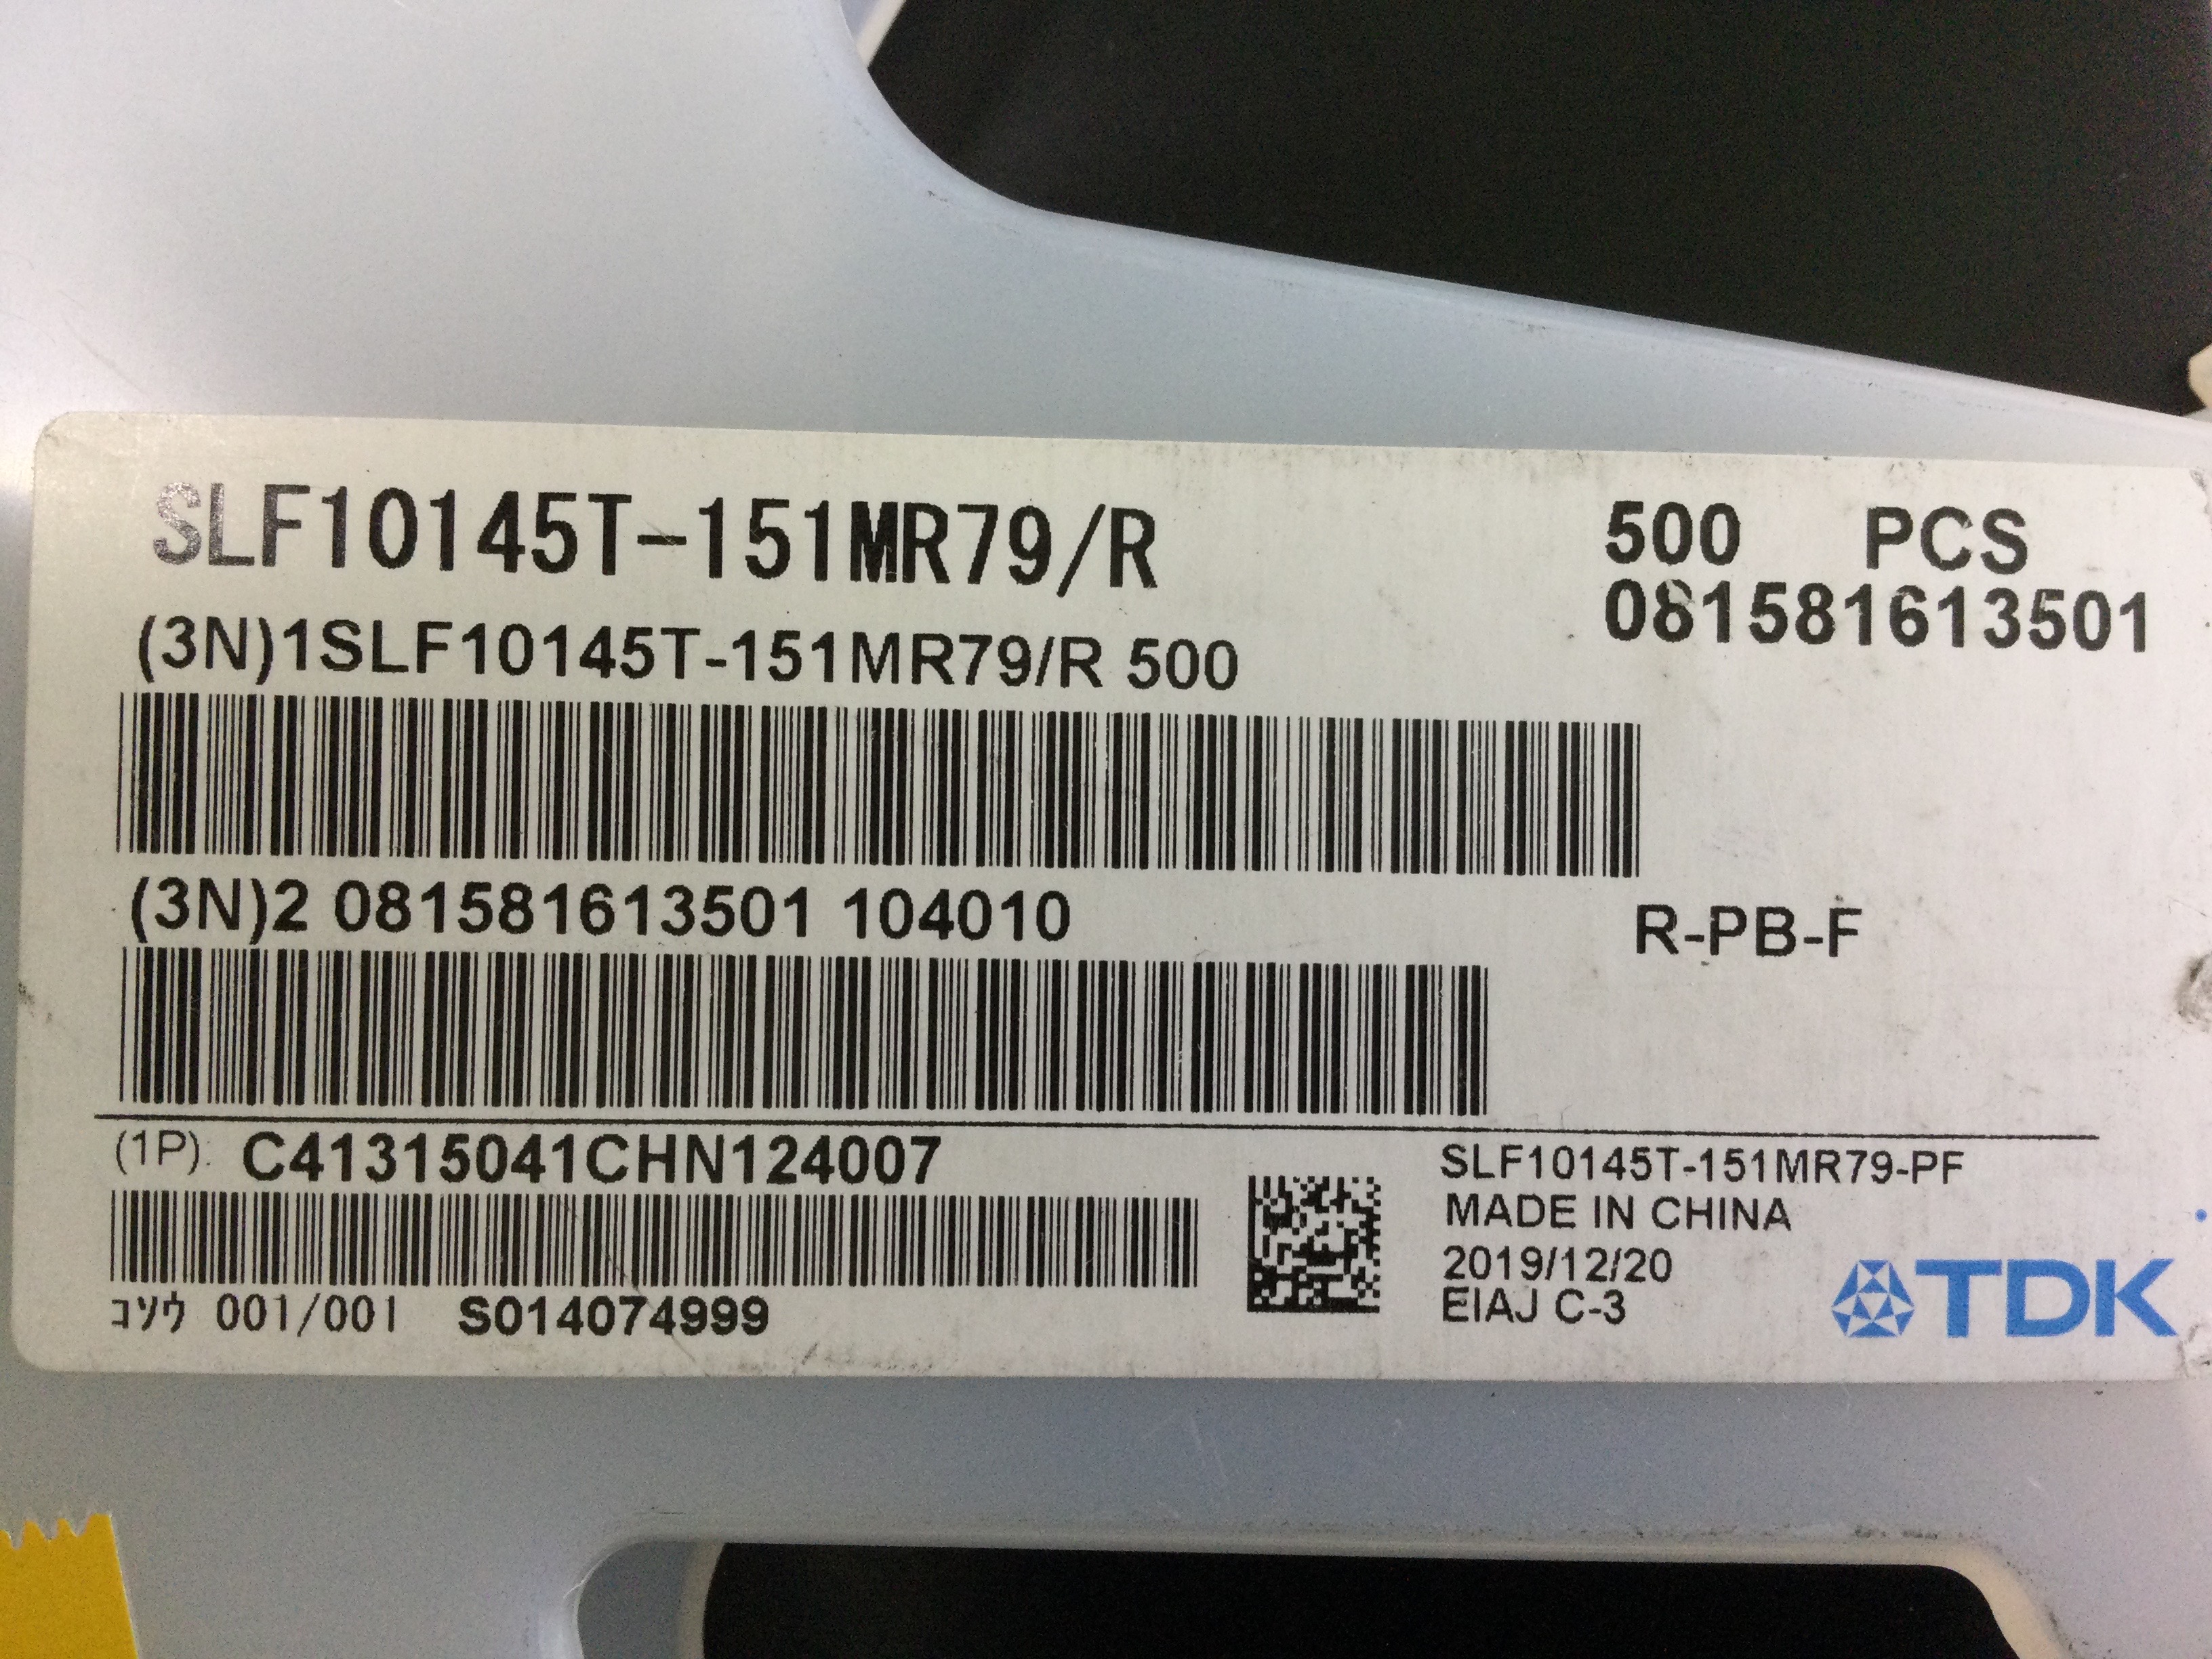 SLF10145T-151MR79/R
500 PCS
081581613501
(3N)1SLF10145T-151MR79/R 500
(3N)2 081581613501 104010
R-PB-F
(1P): C41315041CHN124007
SLF10145T-151MR79-PF
MADE IN CHINA
2019/12/20
EIAJ C-3
ｺｿｳ 001/001 S014074999
TDK